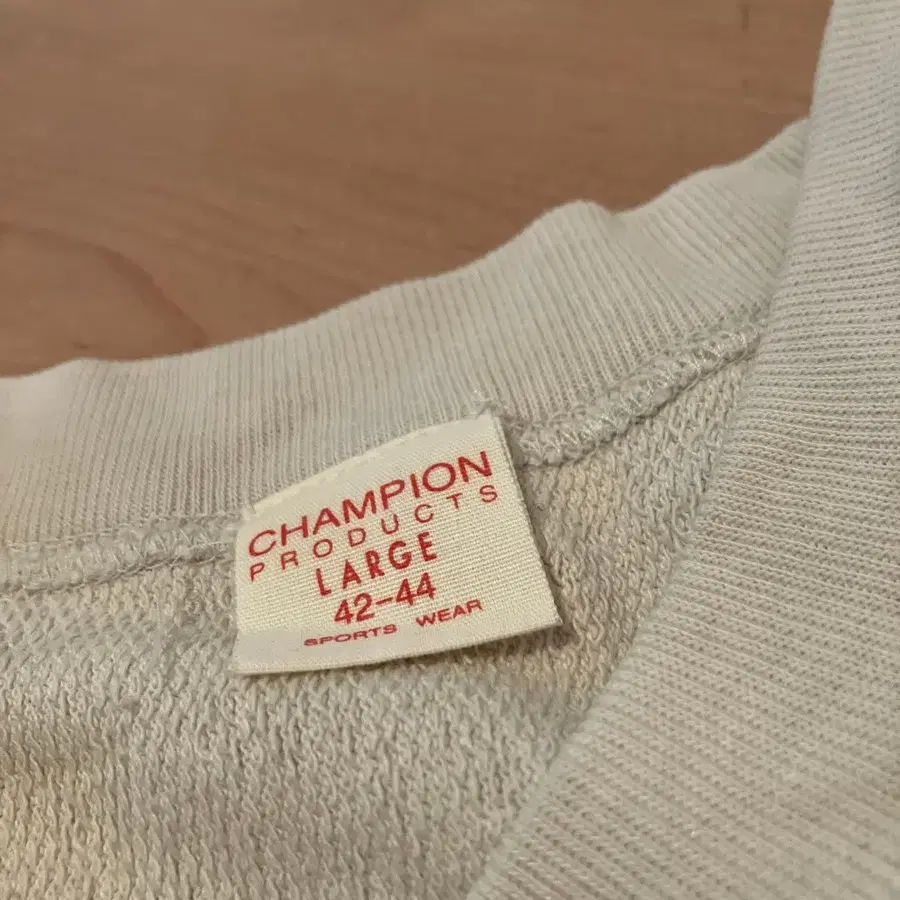 CHAMPION
PRODUCTS
LARGE
42-44
SPORTS WEAR